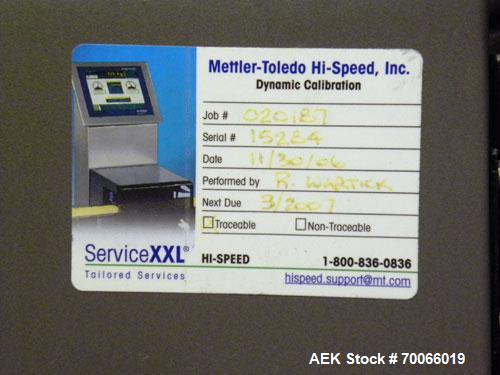 Mettler-Toledo Hi-Speed, Inc.
Dynamic Calibration
Job # 020187
Serial # 15284
Date 11/30/06
Performed by R. WARTICK
Next Due 3/2007
Traceable Non-Traceable
ServiceXXL®
Tailored Services
HI-SPEED 1-800-836-0836
hispeed.support@mt.com
AEK Stock # 70066019